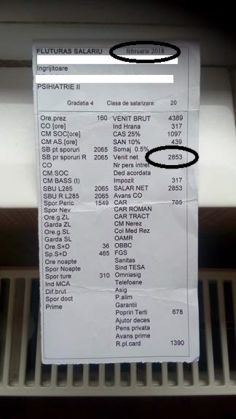 FLUTURAS SALARIU februarie 2018
Ingrijitoare
PSIHIATRIE II
Gradatia 4 Clasa de salarizare: 20
Ore.prez 160 VENIT BRUT 4389
CO [ore] Ind Hrana 317
CM SOC[ore] CAS 25% 1097
CM AS.[ore] SAN 10% 439
SB pt sporuri 2065 Somaj 0.5%
SB pt sporuri R 2065 Venit net 2853
CO Nr pers intret
CM SOC Ded acordata
CM BASS (I) Impozit 317
SBU L285 2065 SALAR NET 2853
SBU R L285 2065 Avans CO
Spor Peric 1549 CAR 786
Spor Nev CAR ROMAN
Ore.g ZL CAR TRACT
Garda ZL CM Nerez
Ore.g.SL Col Med Rez
Garda SL OAMR
Ore.S+D 36 OBBC
Sp.S+D 465 FGS
Ore noapte Sanitas
Spor Noapte Sind TESA
Spor ture 310 Omniasig
Ind MCA Telefoane
Dif.brut Asig
Spor doct P.alim
Prime Garantii
Popriri Terti 678
Ajutor deces
Pens privata
Avans prime
R.pl.card 1390